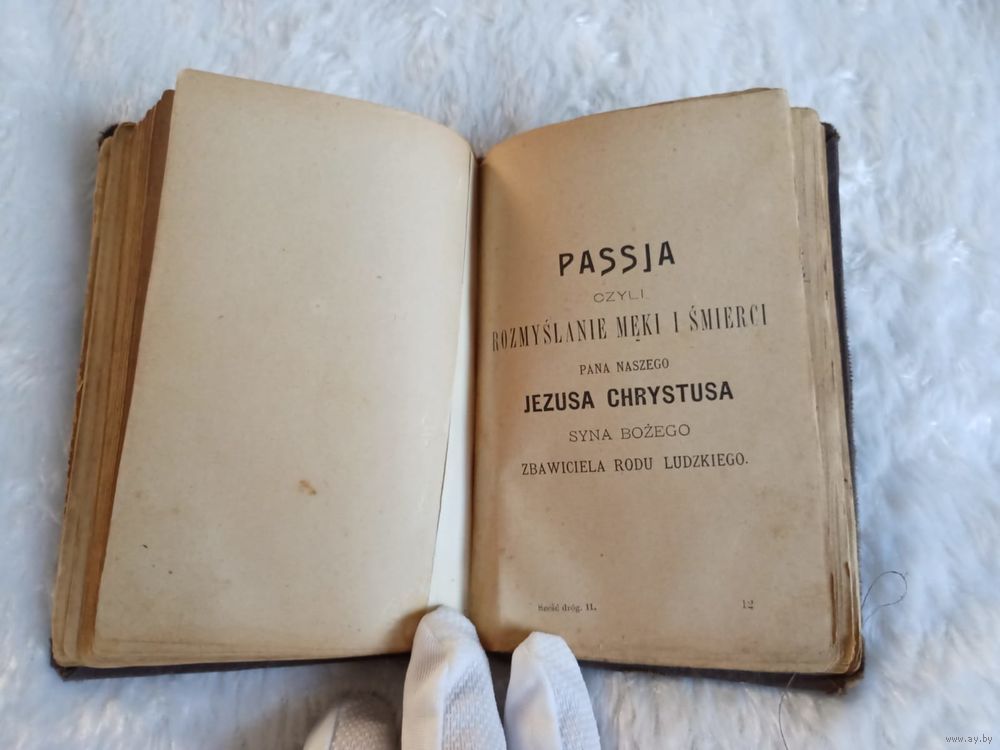 PASSJA
CZYLI
ROZMYŚLANIE MĘKI I ŚMIERCI
PANA NASZEGO
JEZUSA CHRYSTUSA
SYNA BOŻEGO
ZBAWICIELA RODU LUDZKIEGO.
Sześć dróg. II. 12
www.ay.by